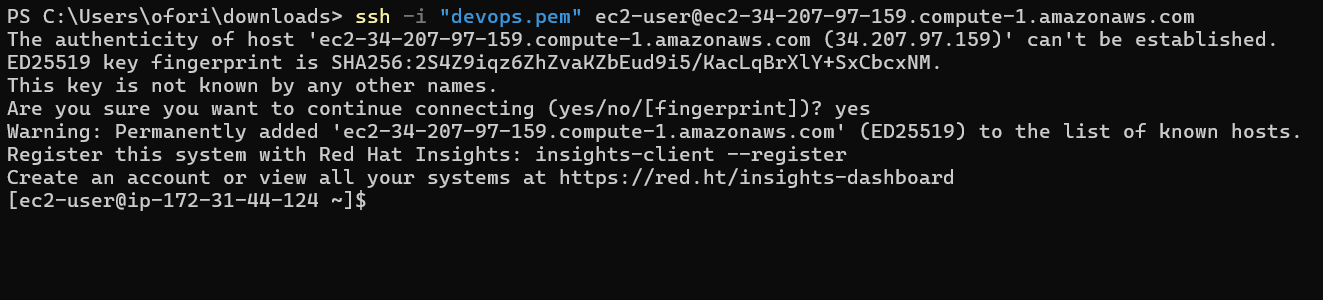 PS C:\Users\ofori\downloads> ssh -i "devops.pem" ec2-user@ec2-34-207-97-159.compute-1.amazonaws.com
The authenticity of host 'ec2-34-207-97-159.compute-1.amazonaws.com (34.207.97.159)' can't be established.
ED25519 key fingerprint is SHA256:2S4Z9iqz6ZhZvaKZbEud9i5/KacLqBrXlY+SxCbcxNM.
This key is not known by any other names.
Are you sure you want to continue connecting (yes/no/[fingerprint])? yes
Warning: Permanently added 'ec2-34-207-97-159.compute-1.amazonaws.com' (ED25519) to the list of known hosts.
Register this system with Red Hat Insights: insights-client --register
Create an account or view all your systems at https://red.ht/insights-dashboard
[ec2-user@ip-172-31-44-124 ~]$